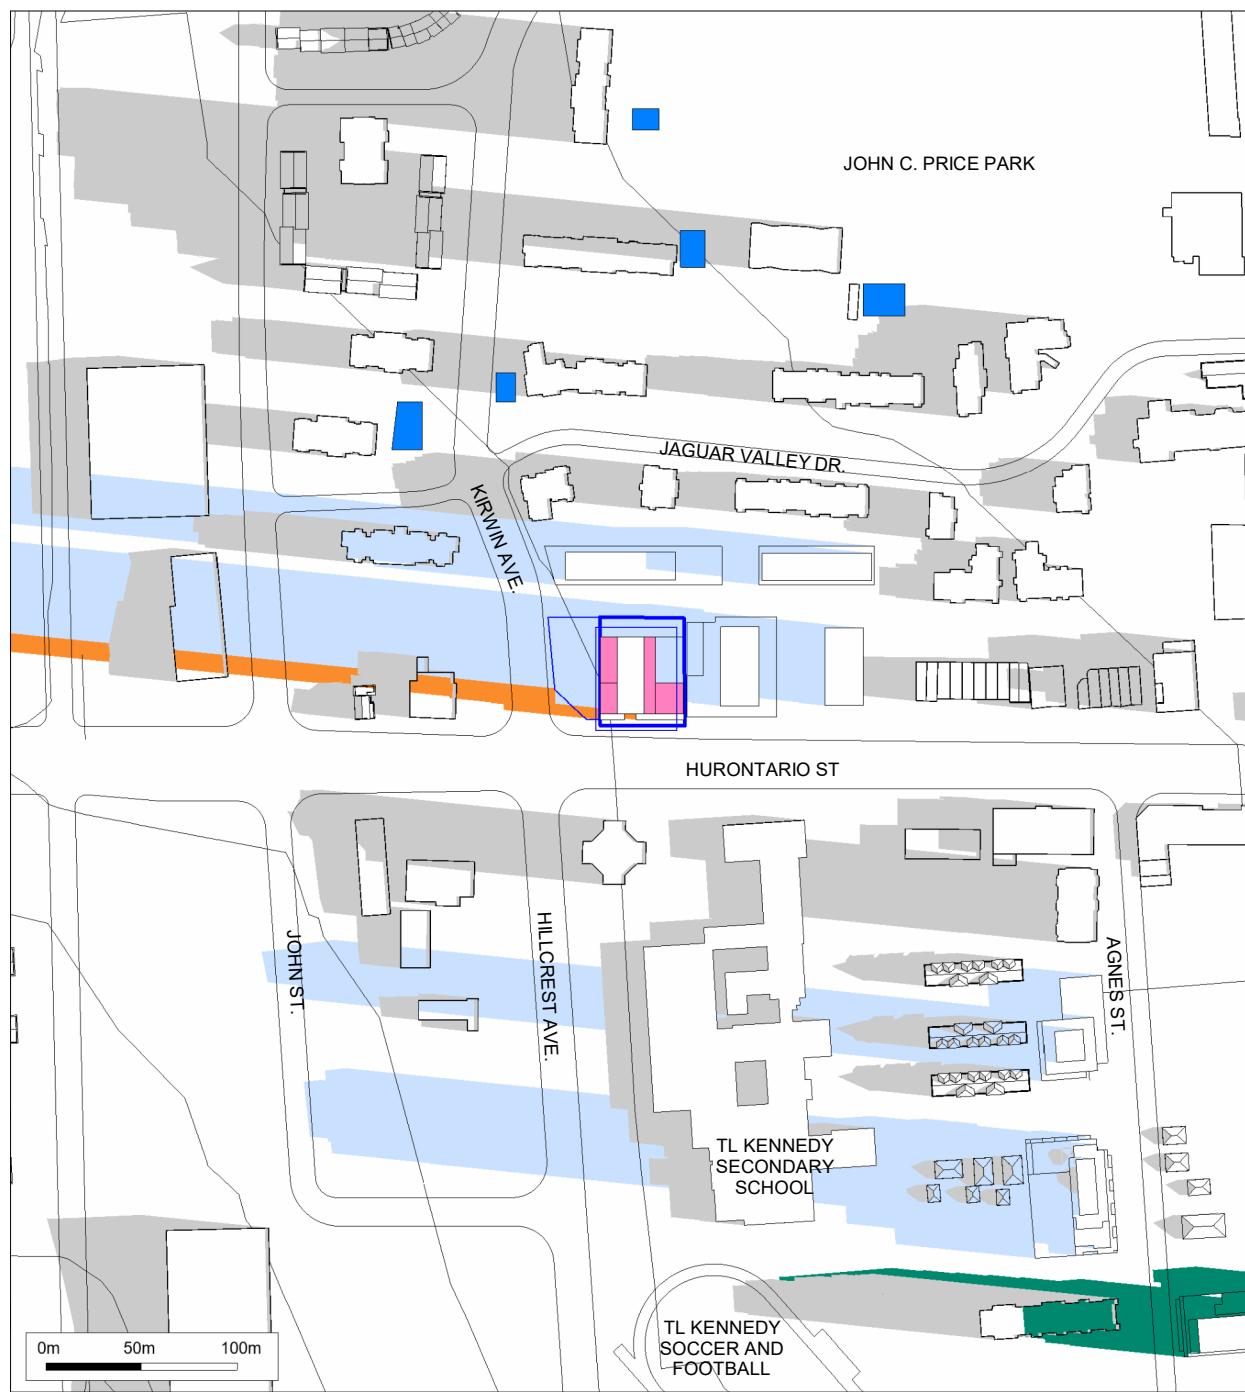 JOHN C. PRICE PARK
JAGUAR VALLEY DR.
KIRWIN AVE.
HURONTARIO ST
JOHN ST.
HILLCREST AVE.
AGNES ST.
TL KENNEDY
SECONDARY
SCHOOL
TL KENNEDY
SOCCER AND
FOOTBALL
0m 50m 100m